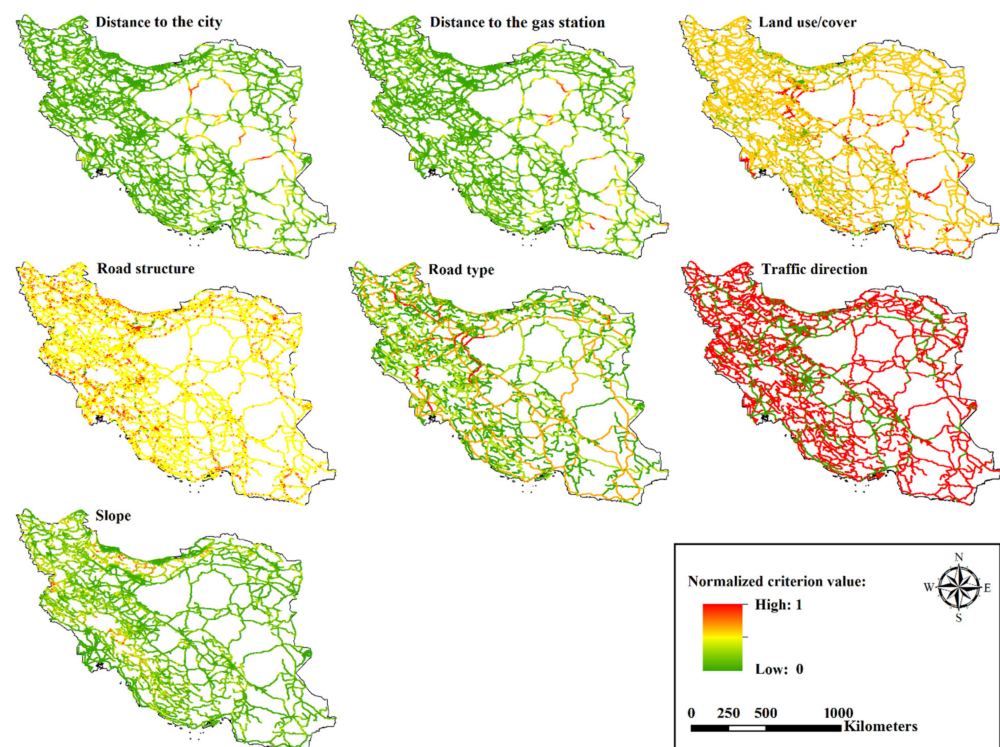 Distance to the city
Distance to the gas station
Land use/cover
Road structure
Road type
Traffic direction
Slope
N
W E
S
Normalized criterion value:
High: 1
Low: 0
0 250 500 1000
Kilometers